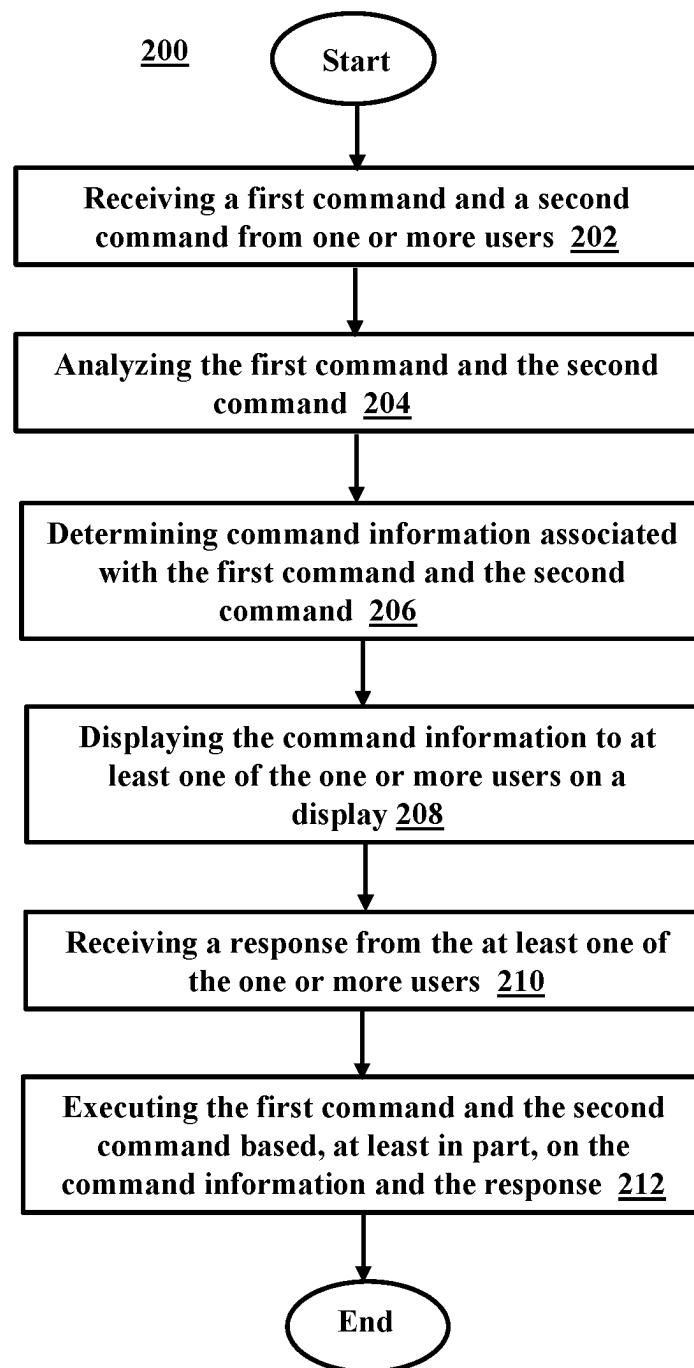 200
Start
Receiving a first command and a second
command from one or more users 202
Analyzing the first command and the second
command 204
Determining command information associated
with the first command and the second
command 206
Displaying the command information to at
least one of the one or more users on a
display 208
Receiving a response from the at least one of
the one or more users 210
Executing the first command and the second
command based, at least in part, on the
command information and the response 212
End